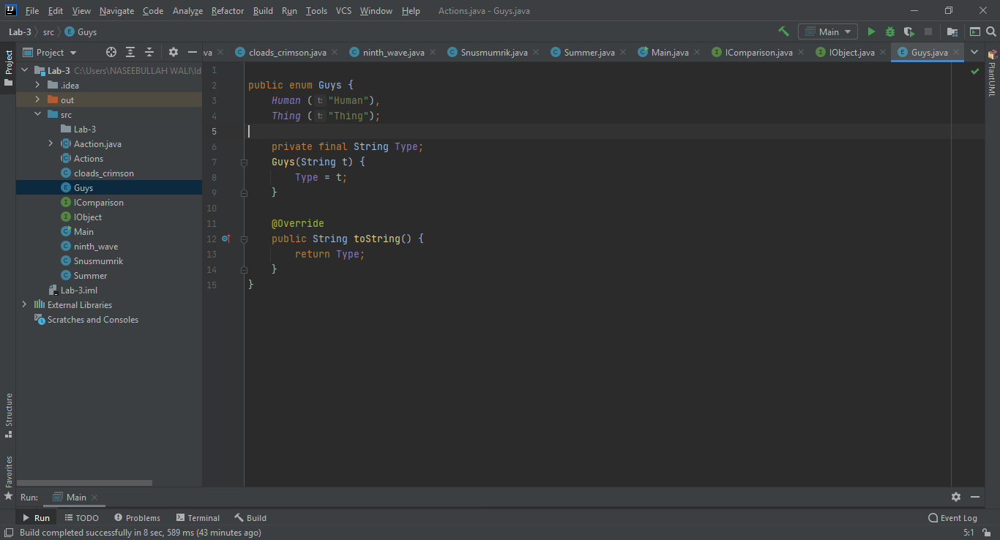 File Edit View Navigate Code Analyze Refactor Build Run Tools VCS Window Help Actions.java - Guys.java
Lab-3 src Guys Main
Project va cloads_crimson.java ninth_wave.java Snusmumrik.java Summer.java Main.java IComparison.java IObject.java Guys.java
Project
Structure
Favorites
Lab-3 C:\Users\NASEEBULLAH WALI\Id
.idea
out
src
Lab-3
Aaction.java
Actions
cloads_crimson
Guys
IComparison
IObject
Main
ninth_wave
Snusmumrik
Summer
Lab-3.iml
External Libraries
Scratches and Consoles
1
2 public enum Guys {
3 Human ( t: "Human"),
4 Thing ( t: "Thing");
5
6 private final String Type;
7 Guys(String t) {
8 Type = t;
9 }
10
11 @Override
12 public String toString() {
13 return Type;
14 }
15 }
PlantUML
Run: Main
Run TODO Problems Terminal Build Event Log
Build completed successfully in 8 sec, 589 ms (43 minutes ago) 5:1